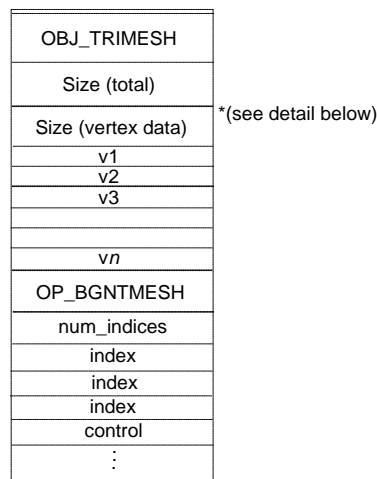 OBJ_TRIMESH
Size (total)
*(see detail below)
Size (vertex data)
v1
v2
v3
vn
OP_BGNTMESH
num_indices
index
index
index
control
⋮